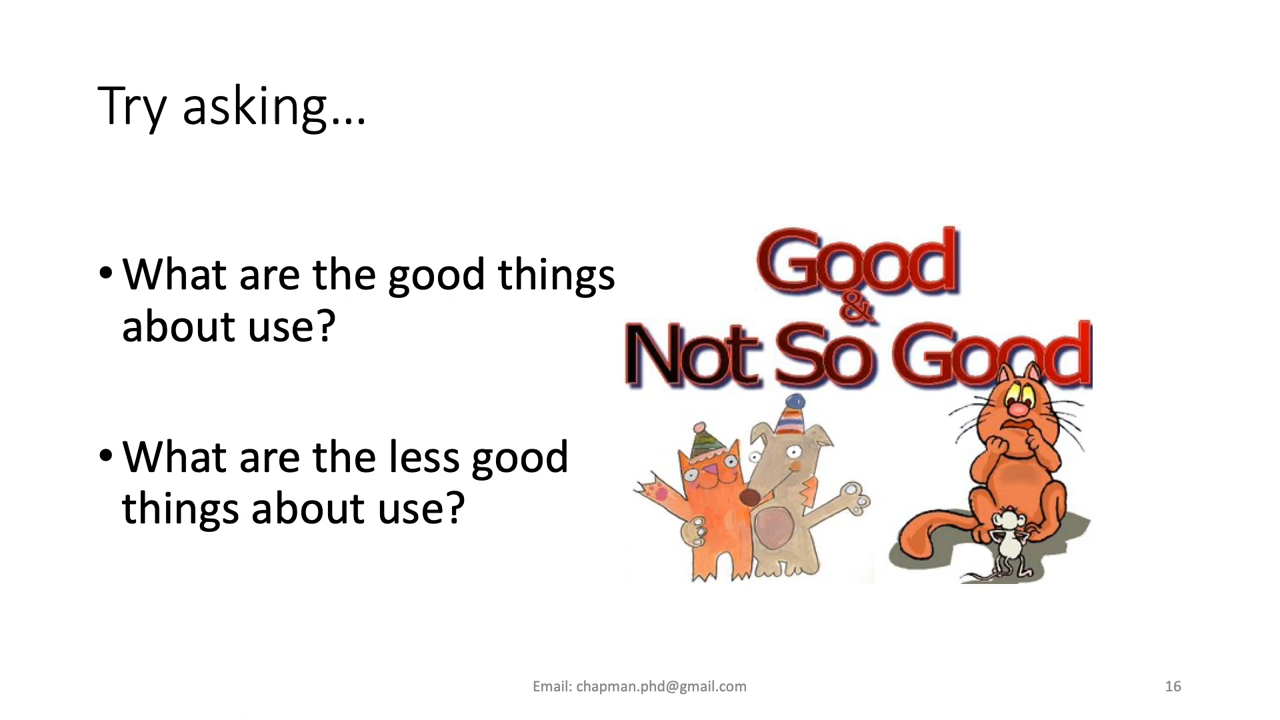 Try asking…
• What are the good things
about use?
• What are the less good
things about use?
Good
&
Not So Good
Email: chapman.phd@gmail.com
16